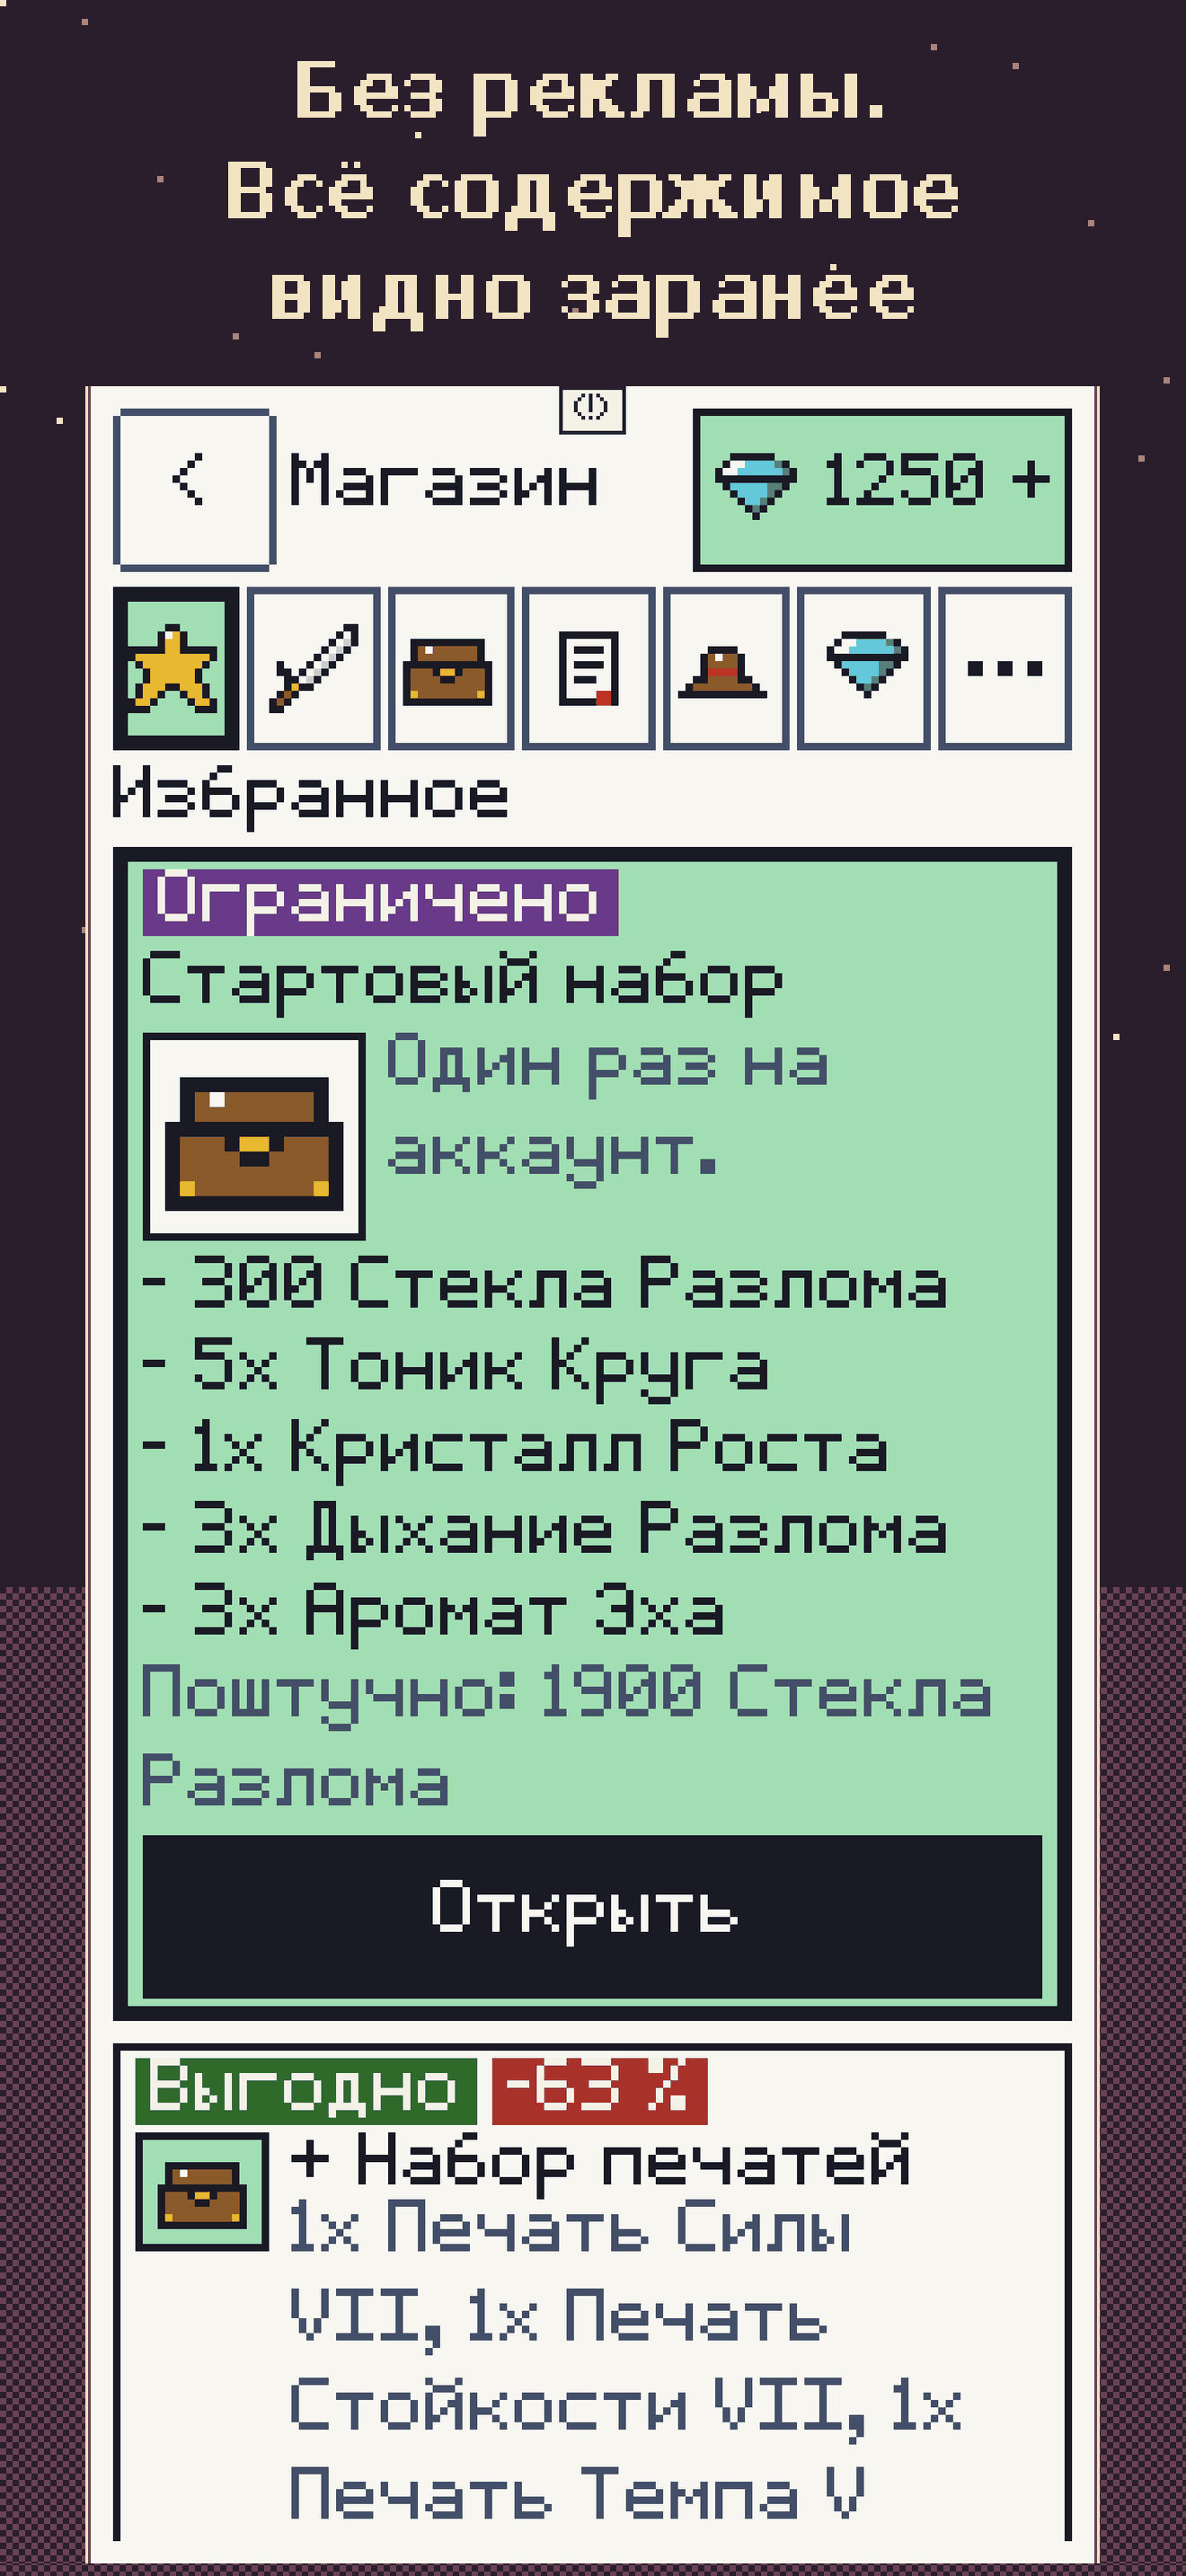 Без рекламы.
Всё содержимое
видно заранее
(!)
< Магазин 1250 +
...
Избранное
Ограничено
Стартовый набор
Один раз на
аккаунт.
- 300 Стекла Разлома
- 5x Тоник Круга
- 1x Кристалл Роста
- 3x Дыхание Разлома
- 3x Аромат Эха
Поштучно: 1900 Стекла
Разлома
Открыть
Выгодно -63 %
+ Набор печатей
1x Печать Силы
VII, 1x Печать
Стойкости VII, 1x
Печать Темпа V